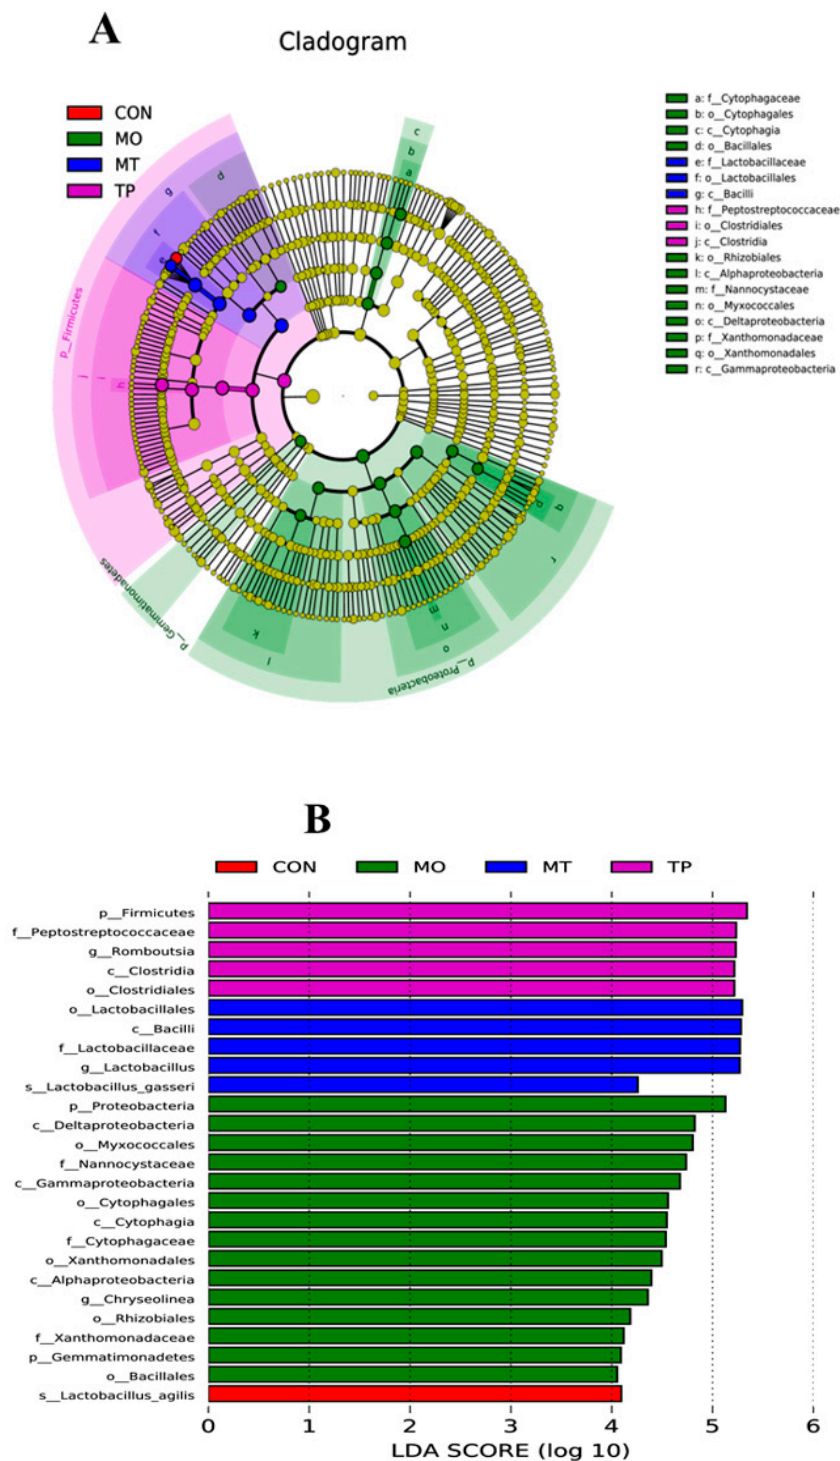 A
Cladogram
CON
MO
MT
TP
a: f__Cytophagaceae
b: o__Cytophagales
c: c__Cytophagia
d: o__Bacillales
e: f__Lactobacillaceae
f: o__Lactobacillales
g: c__Bacilli
h: f__Peptostreptococcaceae
i: o__Clostridiales
j: c__Clostridia
k: o__Rhizobiales
l: c__Alphaproteobacteria
m: f__Nannocystaceae
n: o__Myxococcales
o: c__Deltaproteobacteria
p: f__Xanthomonadaceae
q: o__Xanthomonadales
r: c__Gammaproteobacteria
c
b
a
d
g
f
e
p__Firmicutes
j
i
h
p__Gemmatimonadetes
l
k
m
n
o
p__Proteobacteria
p
q
r
B
CON MO MT TP
p__Firmicutes
f__Peptostreptococcaceae
g__Romboutsia
c__Clostridia
o__Clostridiales
o__Lactobacillales
c__Bacilli
f__Lactobacillaceae
g__Lactobacillus
s__Lactobacillus_gasseri
p__Proteobacteria
c__Deltaproteobacteria
o__Myxococcales
f__Nannocystaceae
c__Gammaproteobacteria
o__Cytophagales
c__Cytophagia
f__Cytophagaceae
o__Xanthomonadales
c__Alphaproteobacteria
g__Chryseolinea
o__Rhizobiales
f__Xanthomonadaceae
p__Gemmatimonadetes
o__Bacillales
s__Lactobacillus_agilis
0 1 2 3 4 5 6
LDA SCORE (log 10)